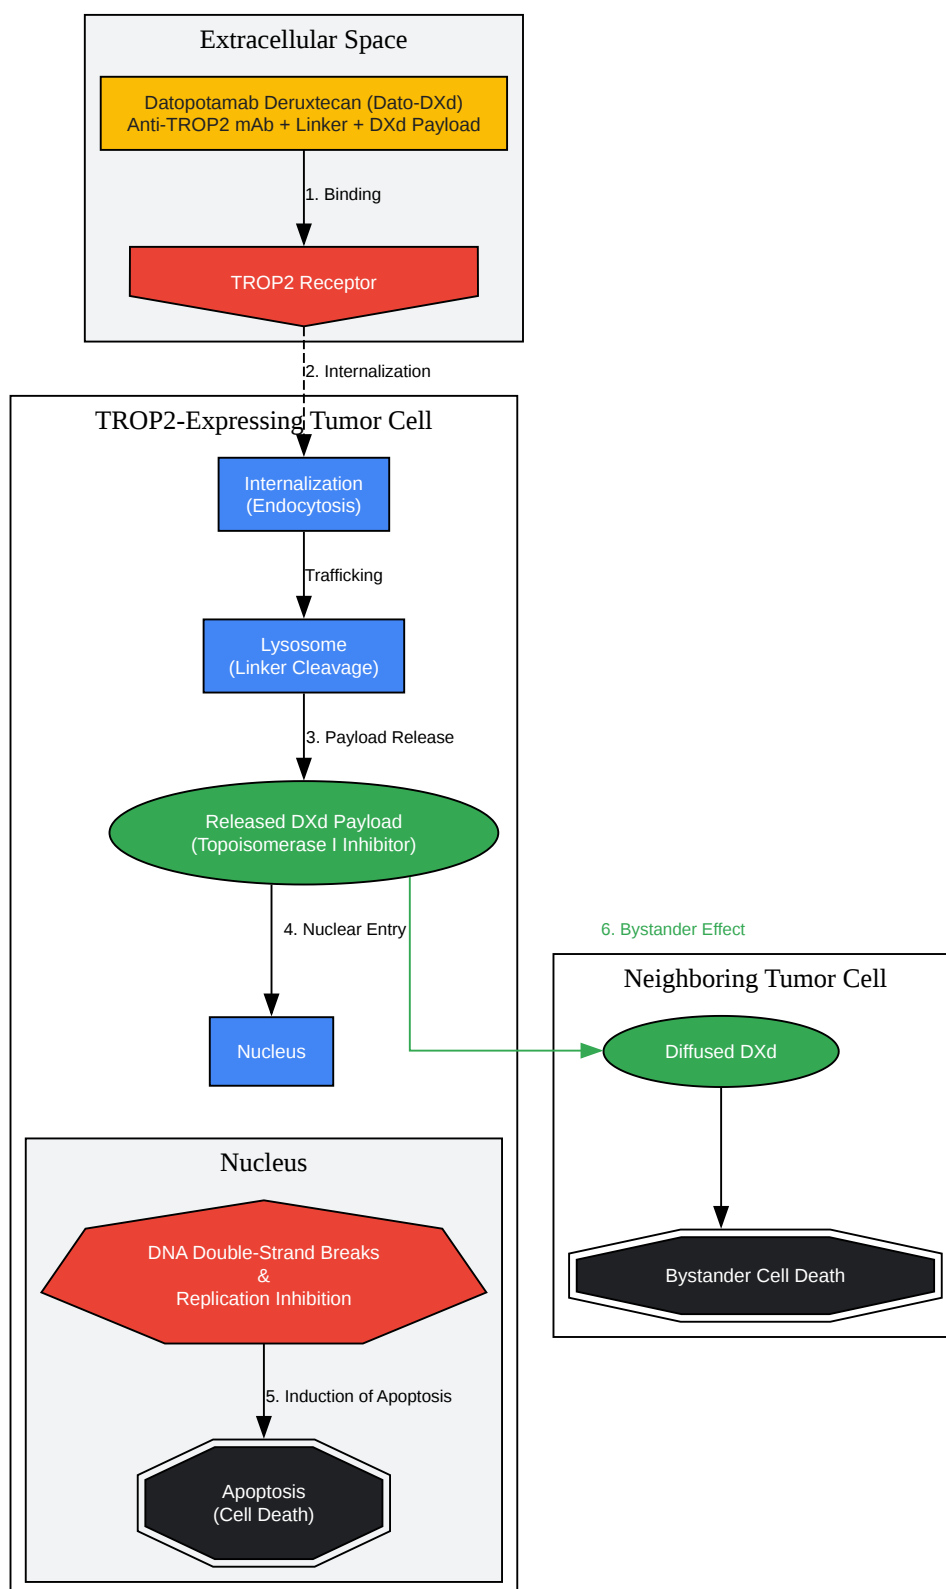 Extracellular Space
Datopotamab Deruxtecan (Dato-DXd)
Anti-TROP2 mAb + Linker + DXd Payload
1. Binding
TROP2 Receptor
2. Internalization
TROP2-Expressing Tumor Cell
Internalization
(Endocytosis)
Trafficking
Lysosome
(Linker Cleavage)
3. Payload Release
Released DXd Payload
(Topoisomerase I Inhibitor)
4. Nuclear Entry
6. Bystander Effect
Neighboring Tumor Cell
Nucleus
Diffused DXd
Nucleus
DNA Double-Strand Breaks
&
Replication Inhibition
Bystander Cell Death
5. Induction of Apoptosis
Apoptosis
(Cell Death)